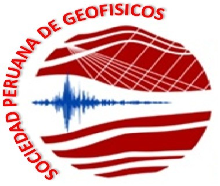 SOCIEDAD PERUANA DE GEOFISICOS